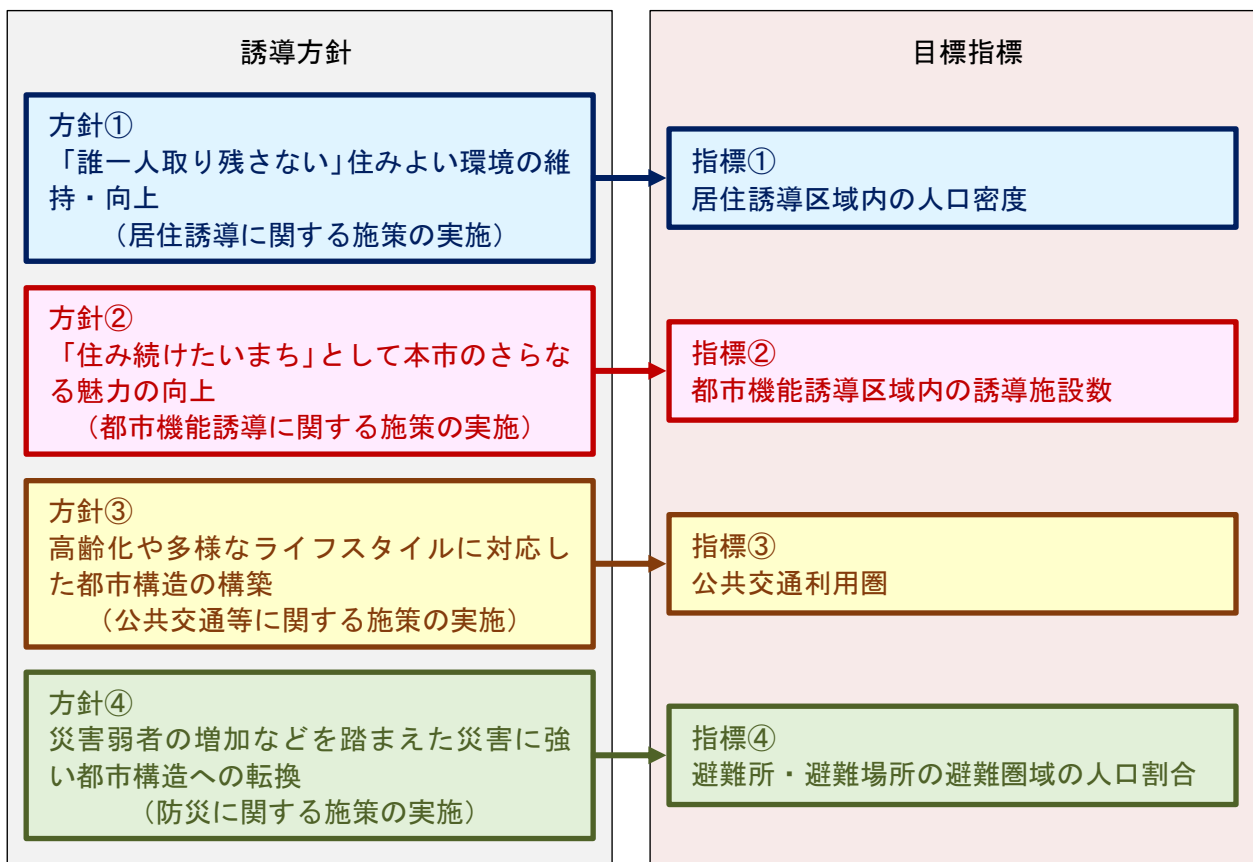 誘導方針
方針①
「誰一人取り残さない」住みよい環境の維
持・向上
（居住誘導に関する施策の実施）
方針②
「住み続けたいまち」として本市のさらな
る魅力の向上
（都市機能誘導に関する施策の実施）
方針③
高齢化や多様なライフスタイルに対応し
た都市構造の構築
（公共交通等に関する施策の実施）
方針④
災害弱者の増加などを踏まえた災害に強
い都市構造への転換
（防災に関する施策の実施）
目標指標
指標①
居住誘導区域内の人口密度
指標②
都市機能誘導区域内の誘導施設数
指標③
公共交通利用圏
指標④
避難所・避難場所の避難圏域の人口割合